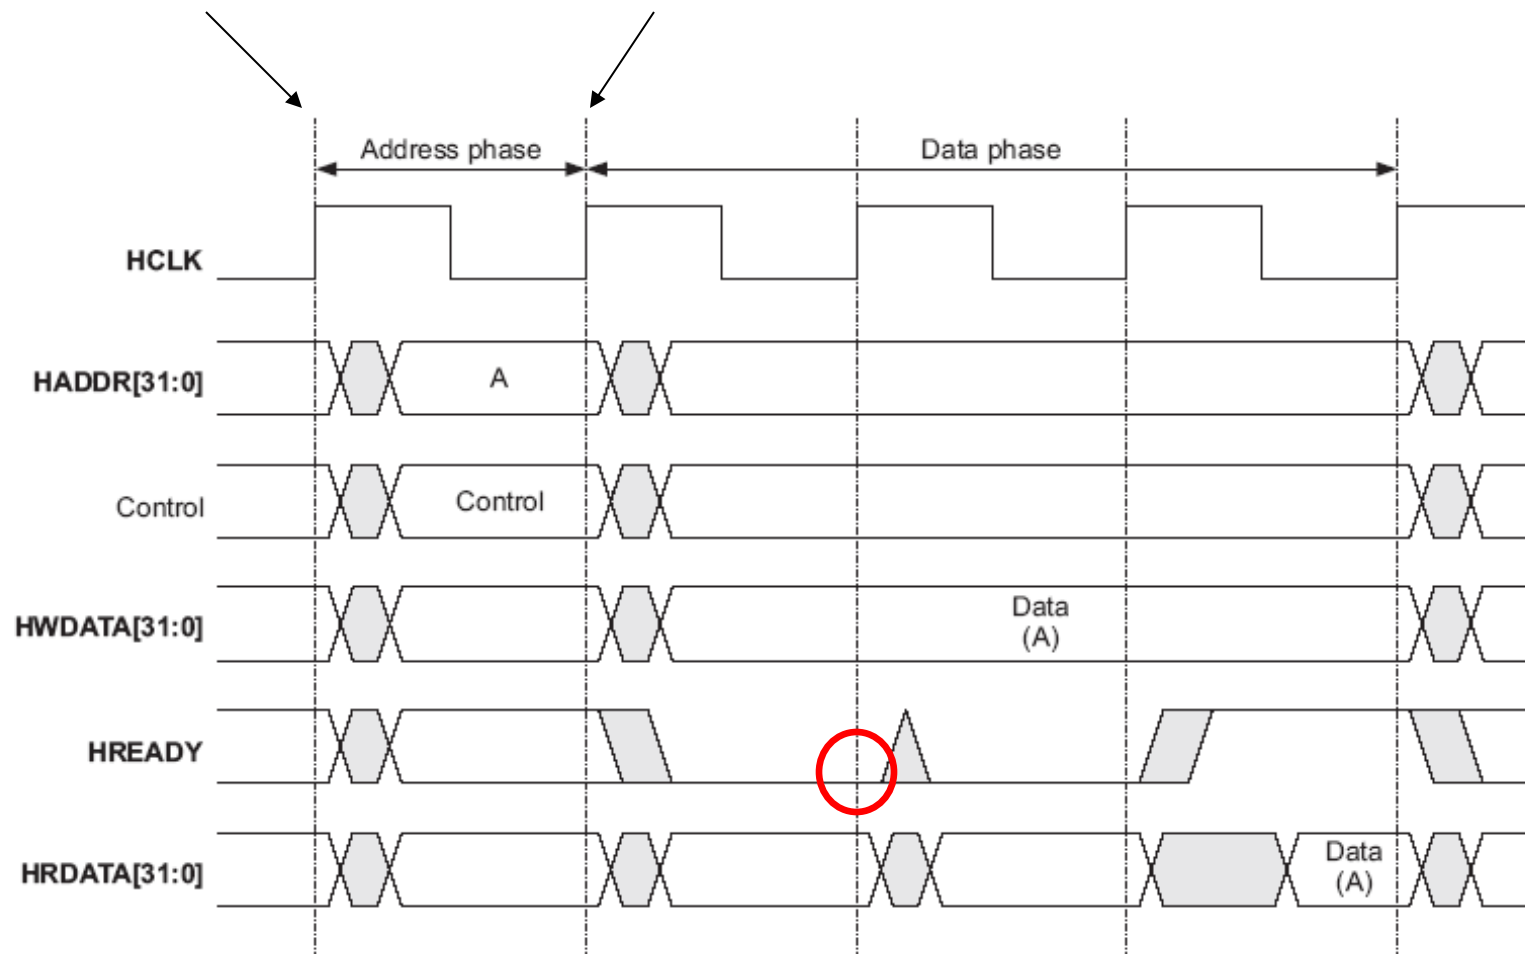 Address phase
Data phase
HCLK
HADDR[31:0]
A
Control
Control
HWDATA[31:0]
Data
(A)
HREADY
HRDATA[31:0]
Data
(A)